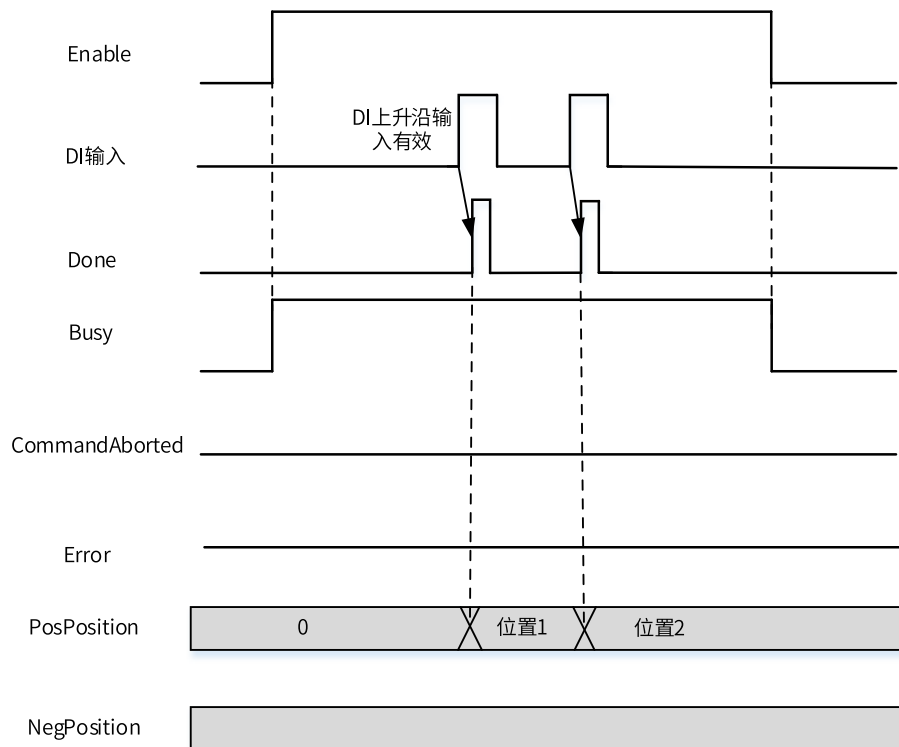 Enable
DI上升沿输
入有效
DI输入
Done
Busy
CommandAborted
Error
PosPosition 0 位置1 位置2
NegPosition